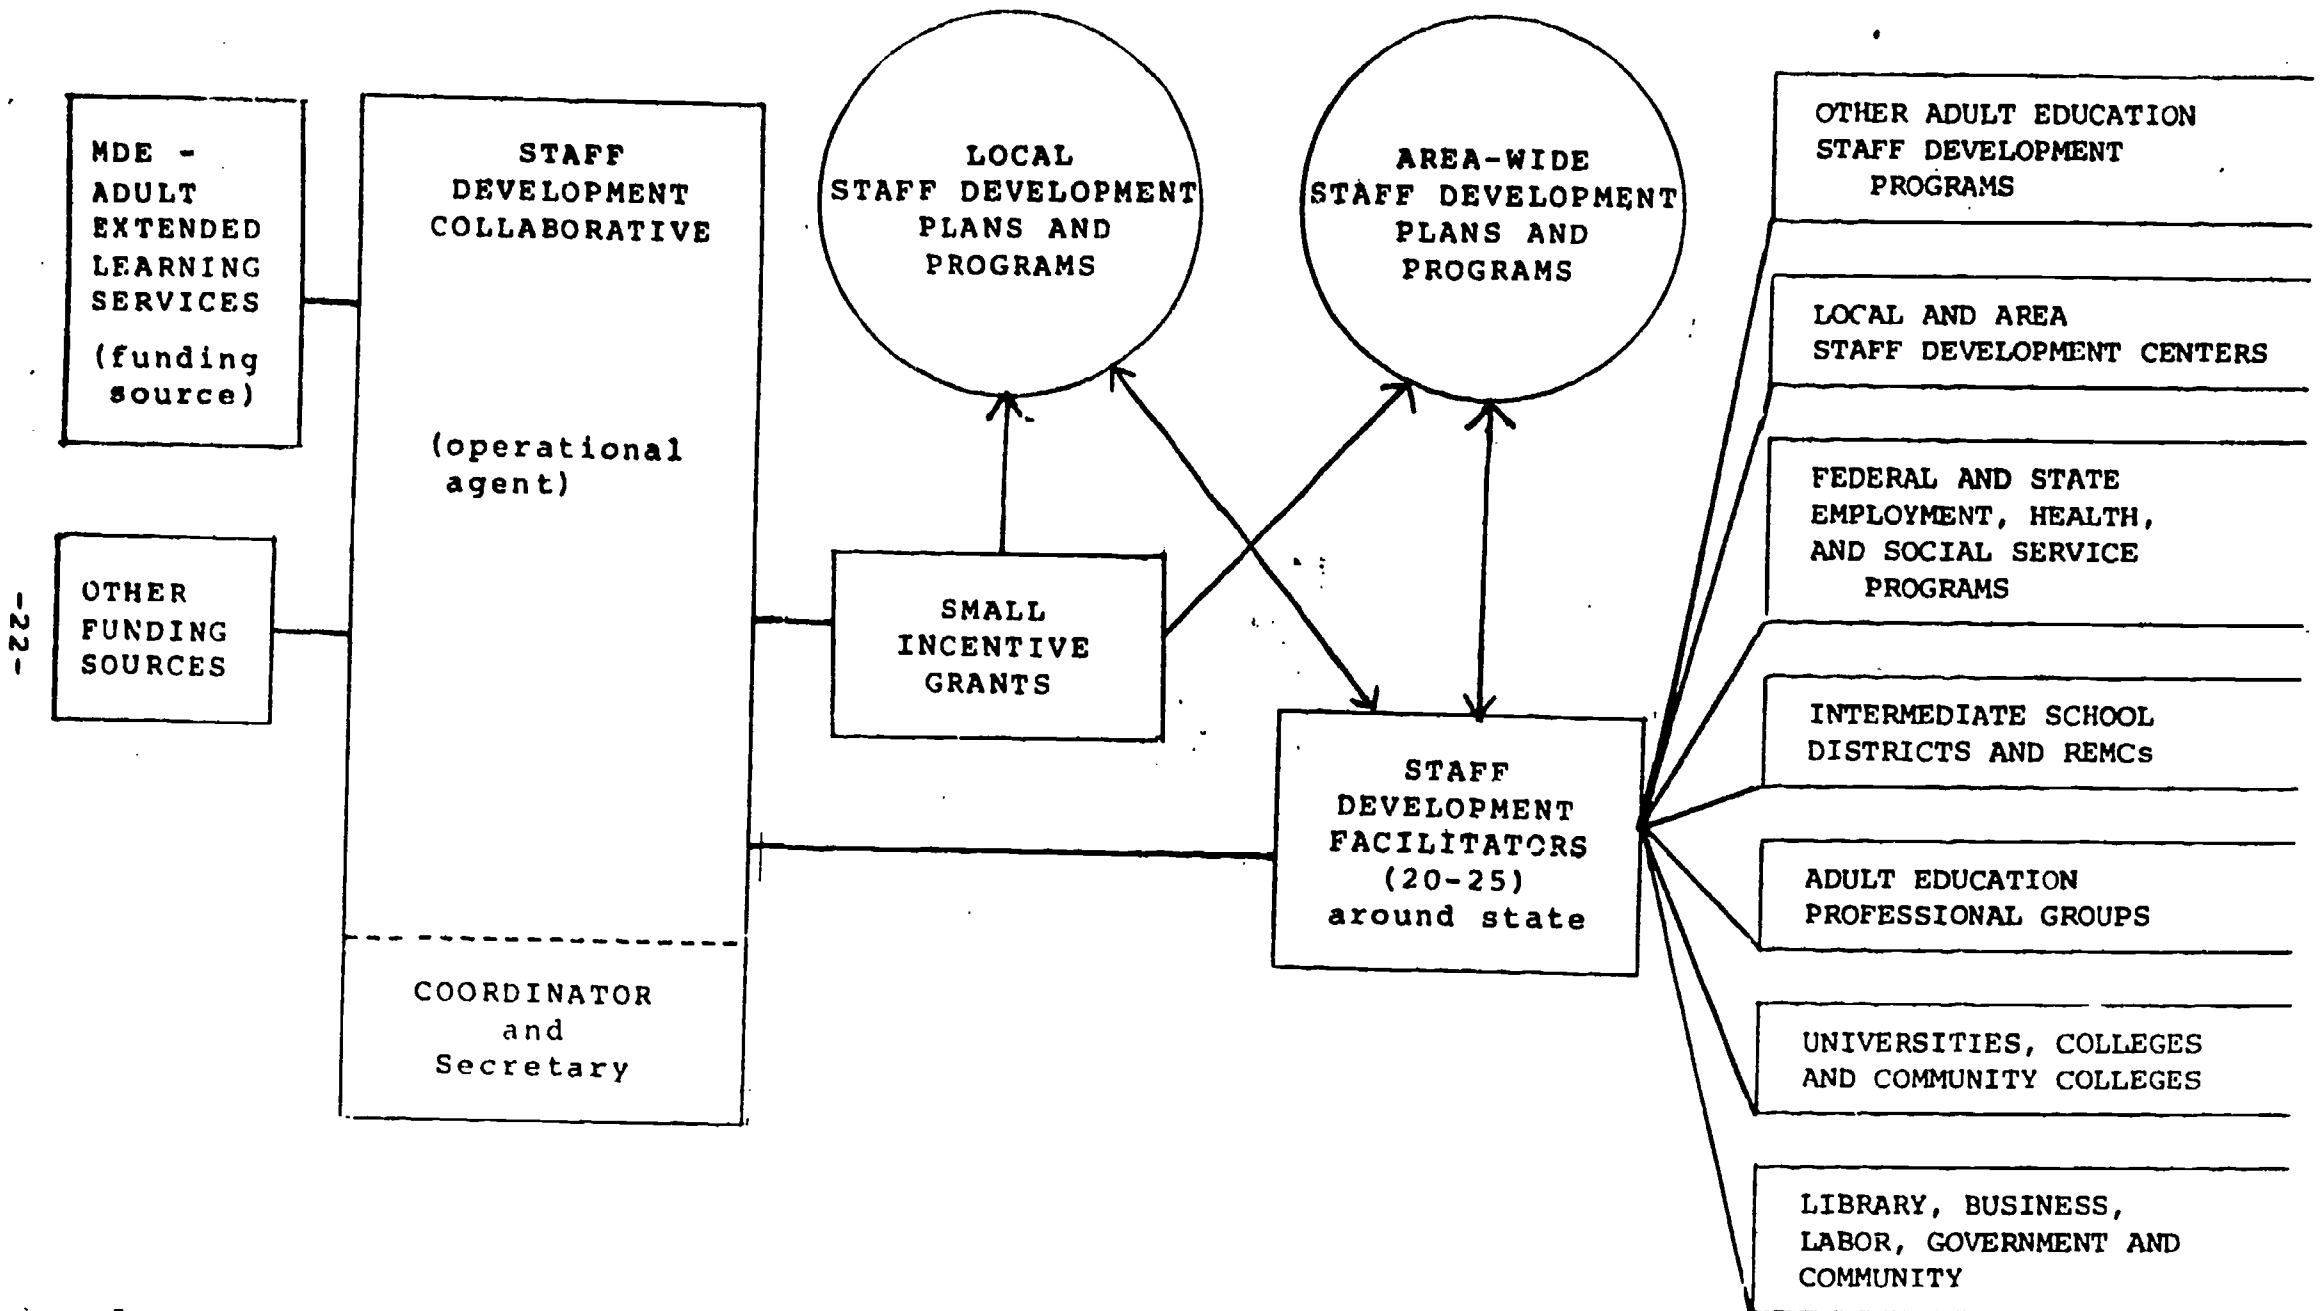 MDE -
ADULT
EXTENDED
LEARNING
SERVICES
(funding
source)
OTHER
FUNDING
SOURCES
-22-
STAFF
DEVELOPMENT
COLLABORATIVE
(operational
agent)
COORDINATOR
and
Secretary
LOCAL
STAFF DEVELOPMENT
PLANS AND
PROGRAMS
AREA-WIDE
STAFF DEVELOPMENT
PLANS AND
PROGRAMS
SMALL
INCENTIVE
GRANTS
STAFF
DEVELOPMENT
FACILITATORS
(20-25)
around state
OTHER ADULT EDUCATION
STAFF DEVELOPMENT
PROGRAMS
LOCAL AND AREA
STAFF DEVELOPMENT CENTERS
FEDERAL AND STATE
EMPLOYMENT, HEALTH,
AND SOCIAL SERVICE
PROGRAMS
INTERMEDIATE SCHOOL
DISTRICTS AND REMCs
ADULT EDUCATION
PROFESSIONAL GROUPS
UNIVERSITIES, COLLEGES
AND COMMUNITY COLLEGES
LIBRARY, BUSINESS,
LABOR, GOVERNMENT AND
COMMUNITY